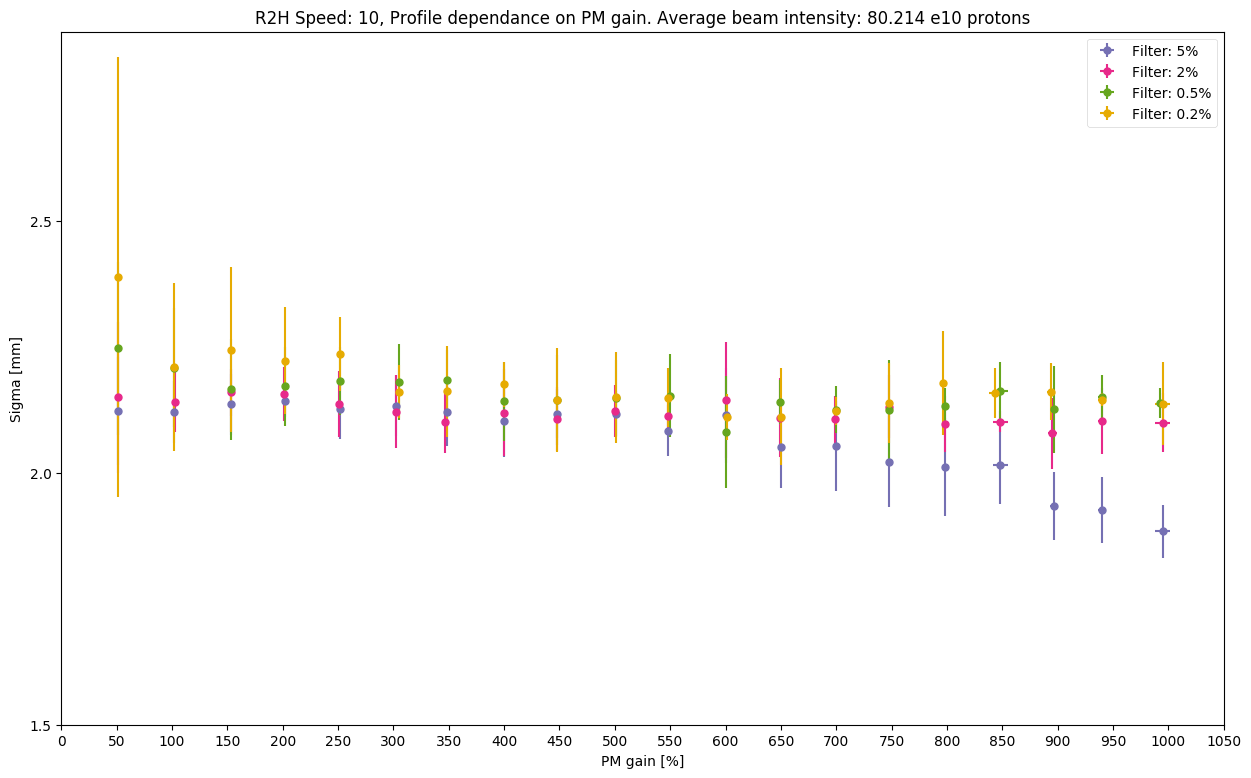 R2H Speed: 10, Profile dependance on PM gain. Average beam intensity: 80.214 e10 protons
Filter: 5%
Filter: 2%
Filter: 0.5%
Filter: 0.2%
Sigma [mm]
2.5
2.0
1.5
0 50 100 150 200 250 300 350 400 450 500 550 600 650 700 750 800 850 900 950 1000 1050
PM gain [%]